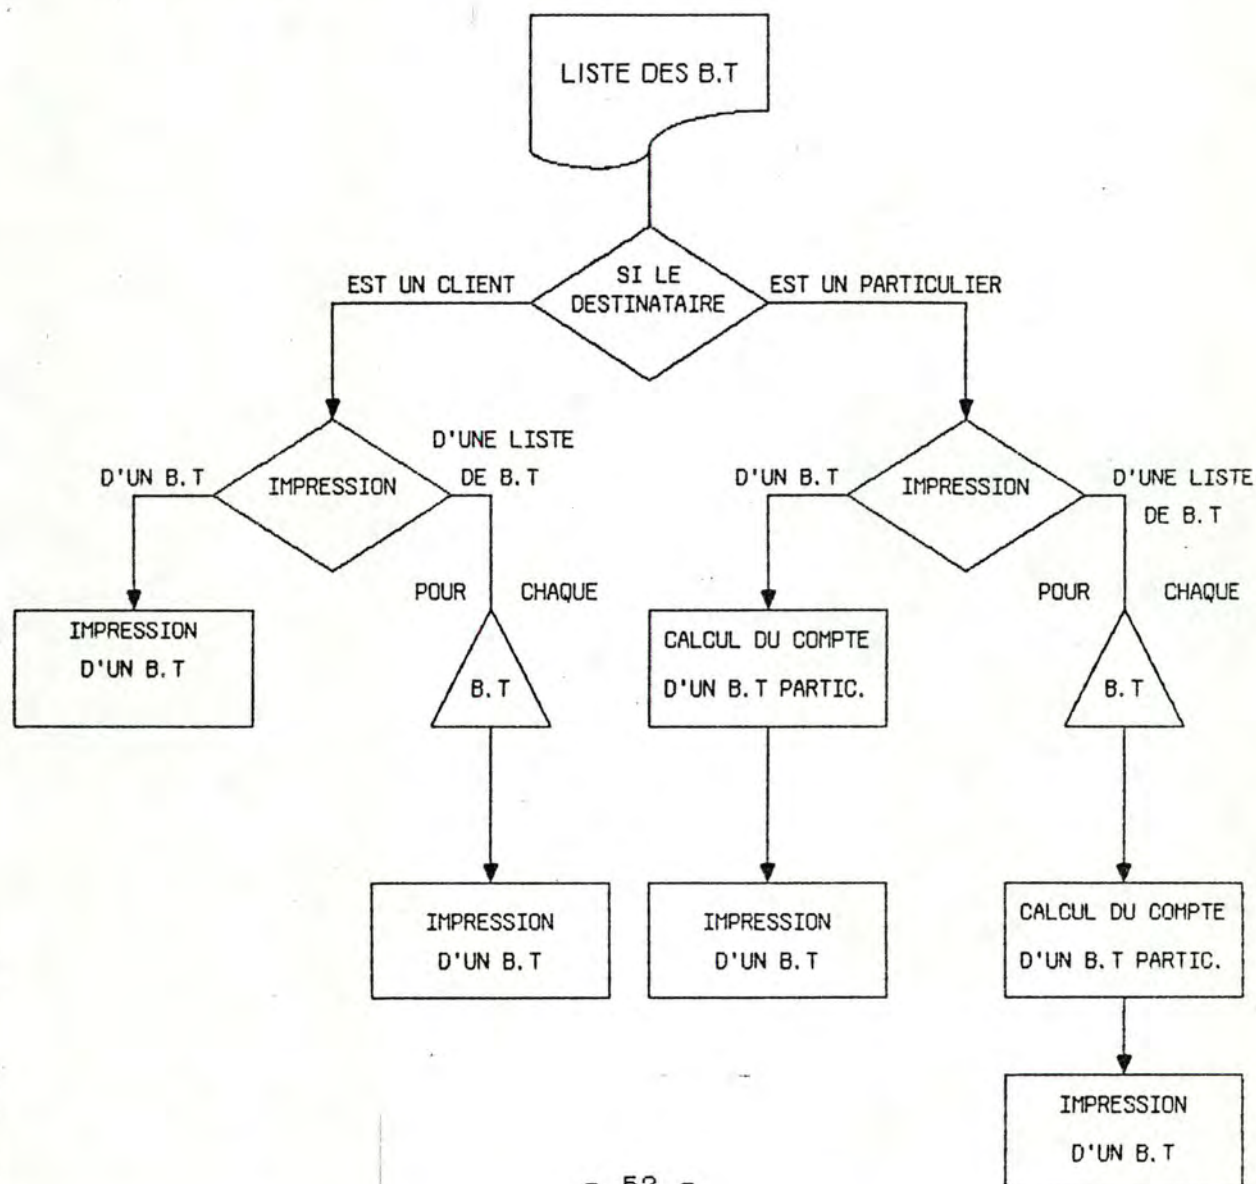 LISTE DES B.T
SI LE
DESTINATAIRE
EST UN CLIENT
EST UN PARTICULIER
D'UN B.T
IMPRESSION
D'UNE LISTE
DE B.T
D'UN B.T
IMPRESSION
D'UNE LISTE
DE B.T
IMPRESSION
D'UN B.T
POUR CHAQUE
B.T
CALCUL DU COMPTE
D'UN B.T PARTIC.
POUR CHAQUE
B.T
IMPRESSION
D'UN B.T
IMPRESSION
D'UN B.T
CALCUL DU COMPTE
D'UN B.T PARTIC.
IMPRESSION
D'UN B.T
- 52 -